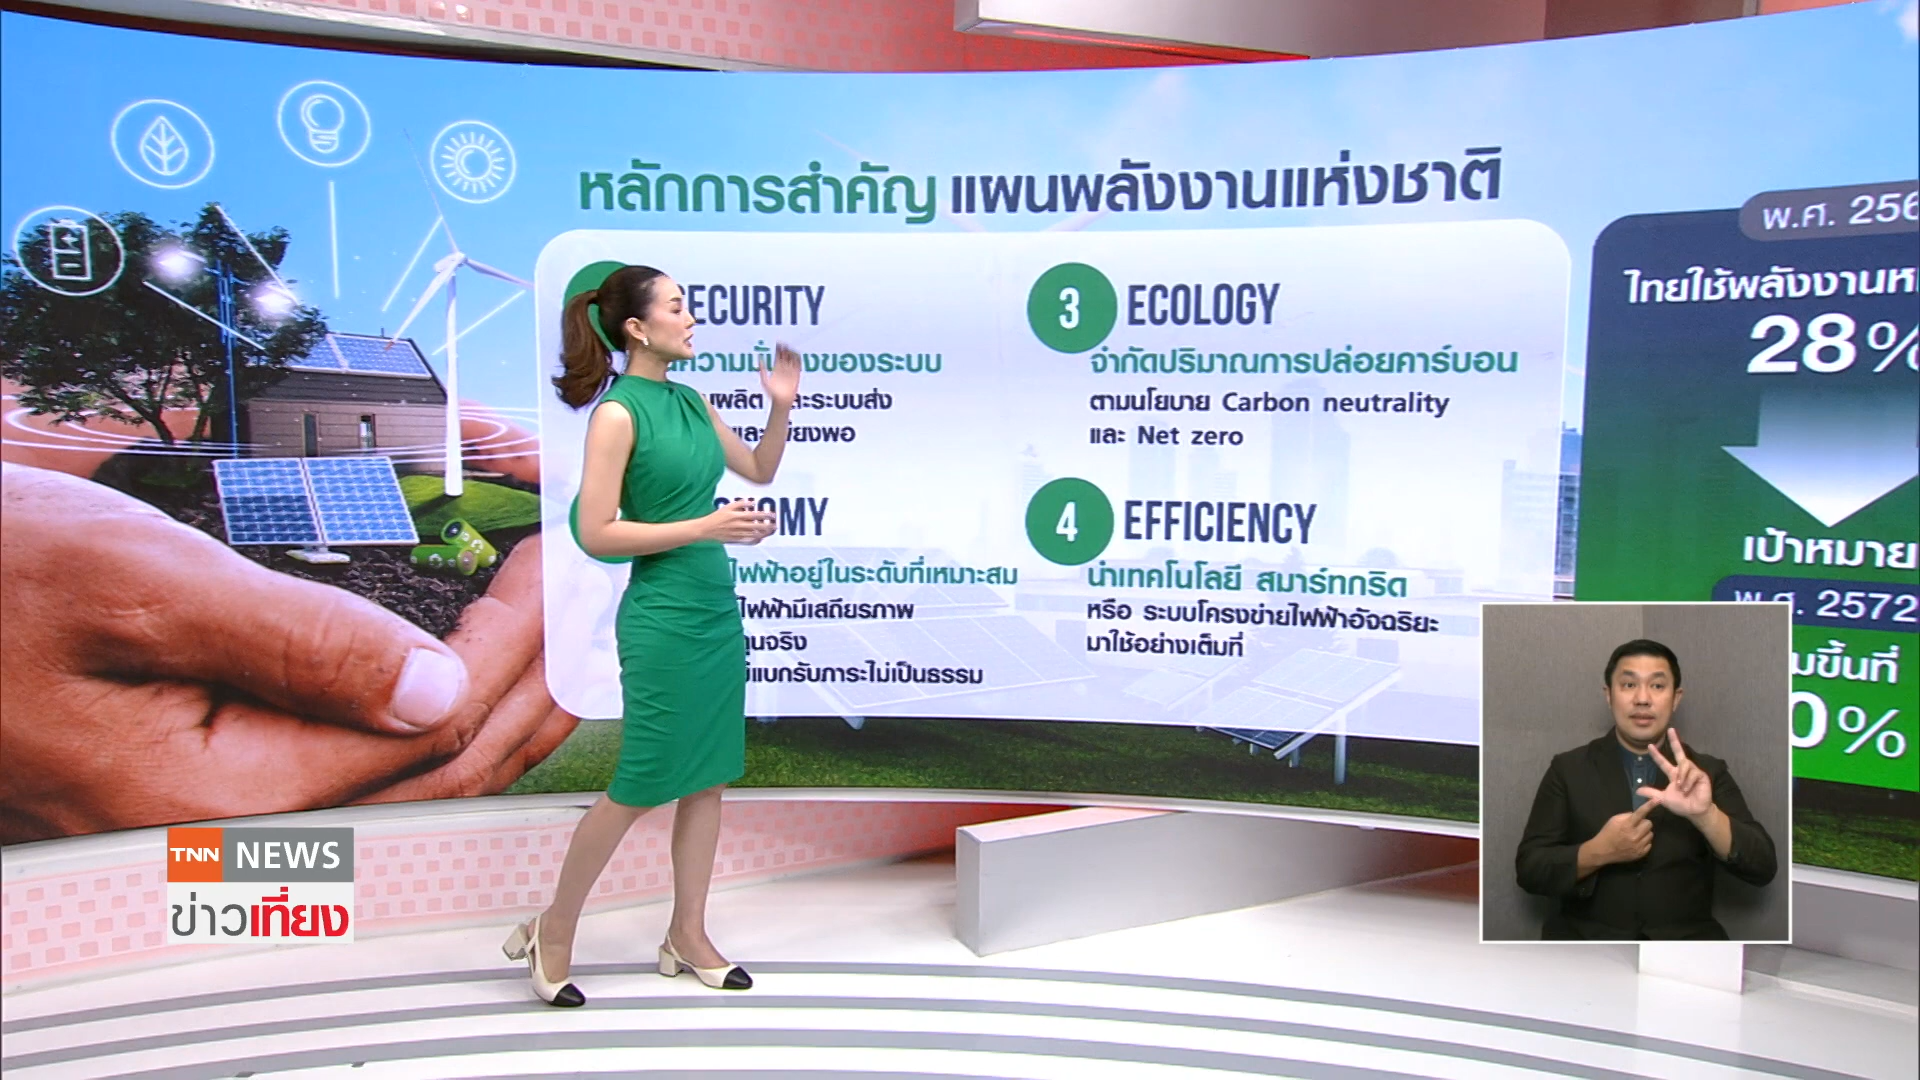 หลักการสำคัญ แผนพลังงานแห่งชาติ
ECURITY
ความมั่ งของระบบ
ผลิต ละระบบส่ง
และ พียงพอ
OMY
ไฟฟ้าอยู่ในระดับที่เหมาะสม
ไฟฟ้ามีเสถียรภาพ
ทุนจริง
แบกรับภาระไม่เป็นธรรม
3 ECOLOGY
จำกัดปริมาณการปล่อยคาร์บอน
ตามนโยบาย Carbon neutrality
และ Net zero
4 EFFICIENCY
นำเทคโนโลยี สมาร์ทกริด
หรือ ระบบโครงข่ายไฟฟ้าอัจฉริยะ
มาใช้อย่างเต็มที่
พ.ศ. 256
ไทยใช้พลังงานห
28%
เป้าหมาย
พ.ศ. 2572
มขึ้นที่
0%
TNN NEWS
ข่าวเที่ยง